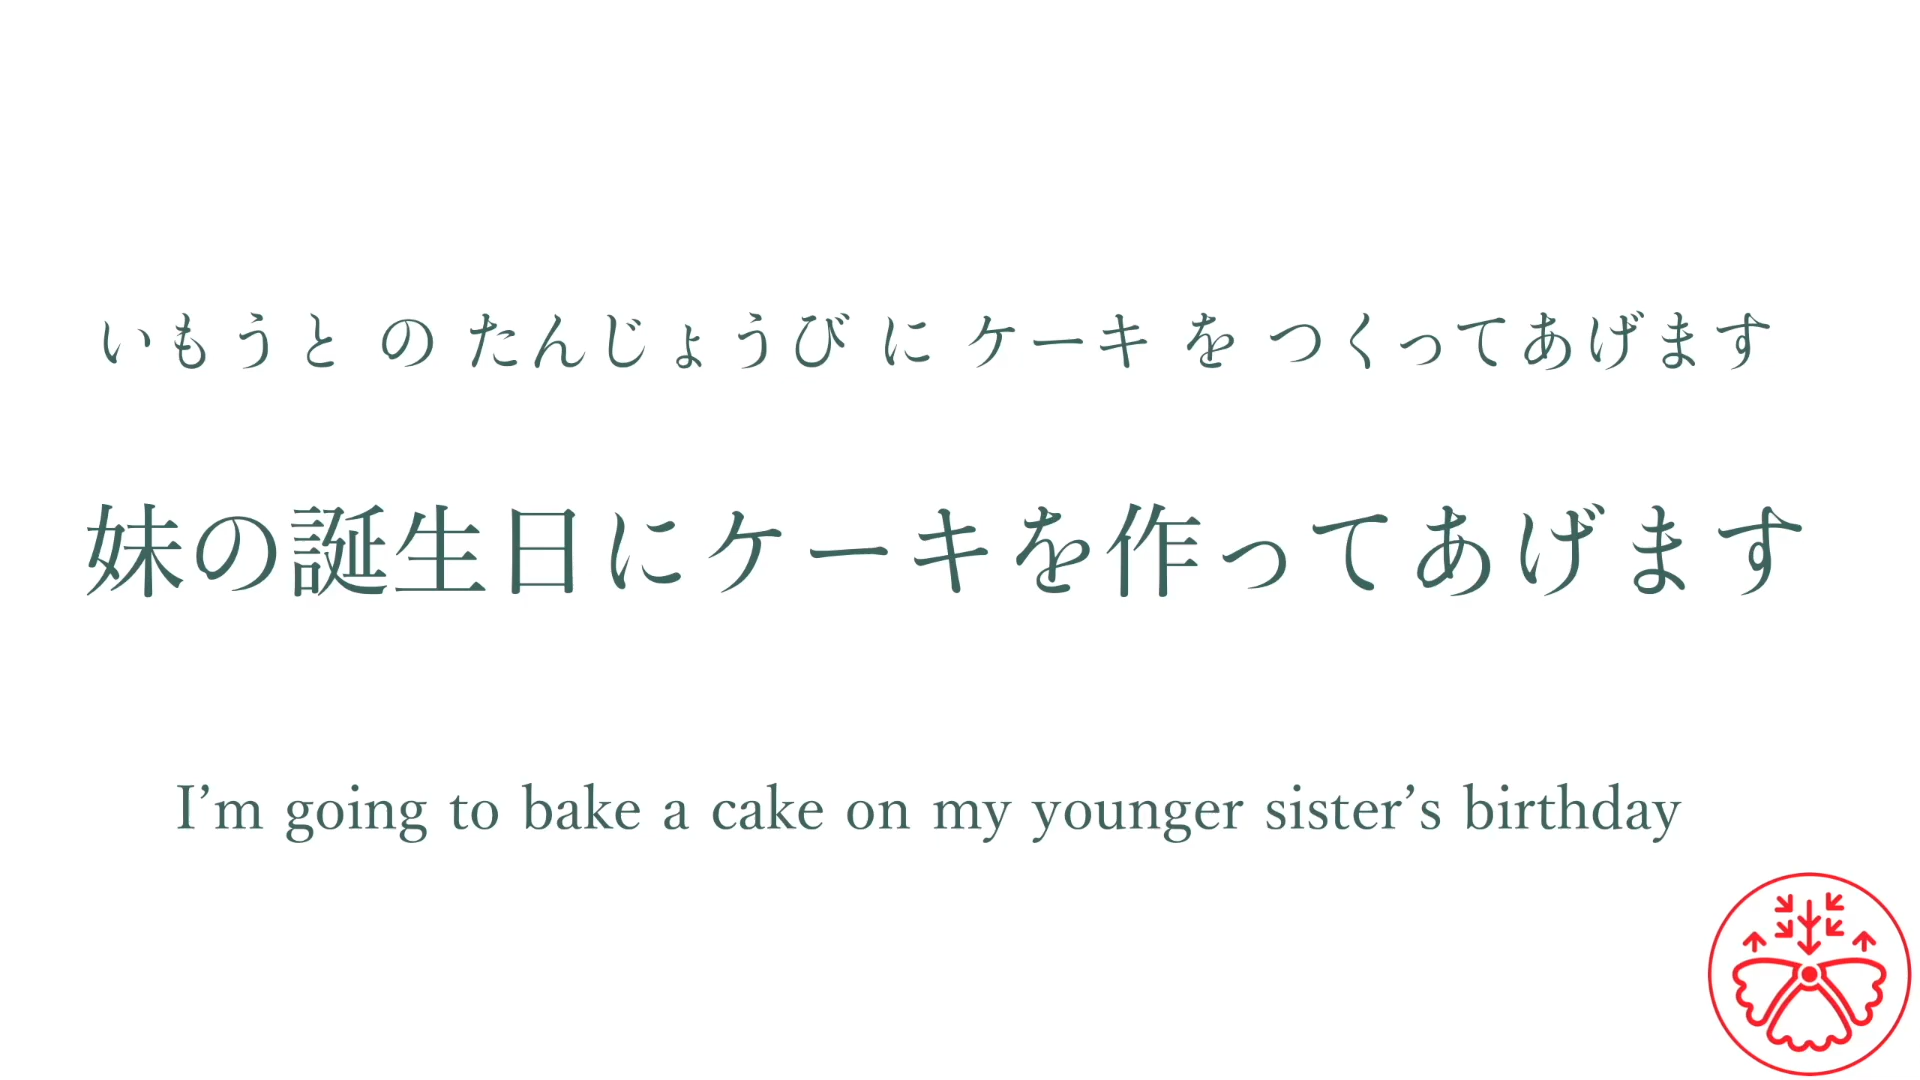 いもうと の たんじょうび に ケーキ を つくってあげます
妹の誕生日にケーキを作ってあげます
I’m going to bake a cake on my younger sister’s birthday